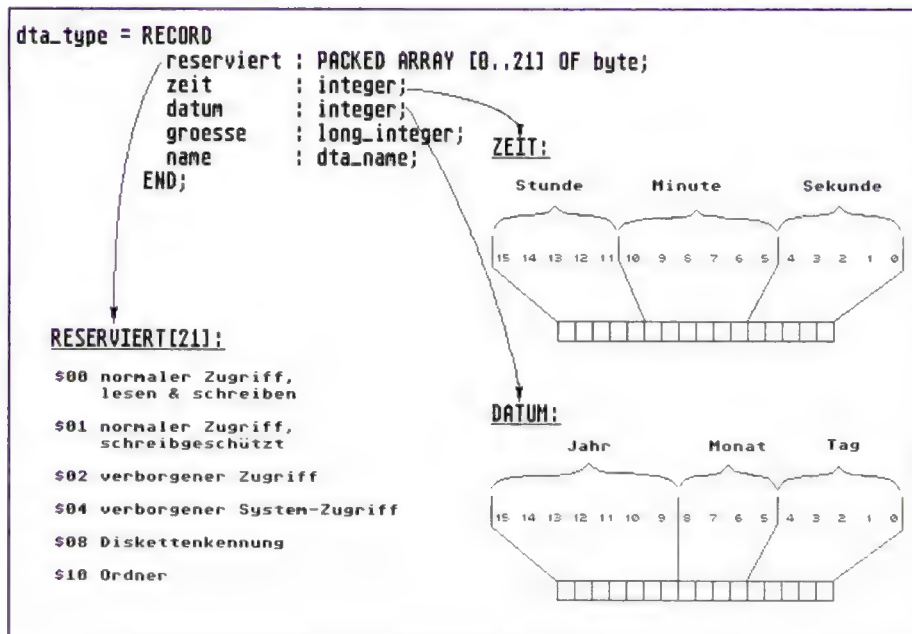 dta_type = RECORD
reserviert : PACKED ARRAY [0..21] OF byte;
zeit : integer;
datum : integer;
groesse : long_integer;
name : dta_name;
END;
ZEIT:
Stunde Minute Sekunde
15 14 13 12 11 10 9 8 7 6 5 4 3 2 1 0
RESERVIERT[21]:
$00 normaler Zugriff,
lesen & schreiben
$01 normaler Zugriff,
schreibgeschützt
$02 verborgener Zugriff
$04 verborgener System-Zugriff
$08 Diskettenkennung
$10 Ordner
DATUM:
Jahr Monat Tag
15 14 13 12 11 10 9 8 7 6 5 4 3 2 1 0